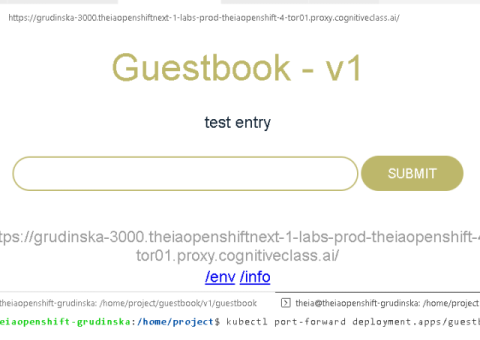 https://grudinska-3000.theiaopenshiftnext-1-labs-prod-theiaopenshift-4-tor01.proxy.cognitiveclass.ai/
Guestbook - v1
test entry
SUBMIT
tps://grudinska-3000.theiaopenshiftnext-1-labs-prod-theiaopenshift-4
tor01.proxy.cognitiveclass.ai/
/env /info
theiaopenshift-grudinska: /home/project/guestbook/v1/guestbook theia@theiaopenshift-grudinska: /home/project
eiaopenshift-grudinska:/home/project$ kubectl port-forward deployment.apps/guestb